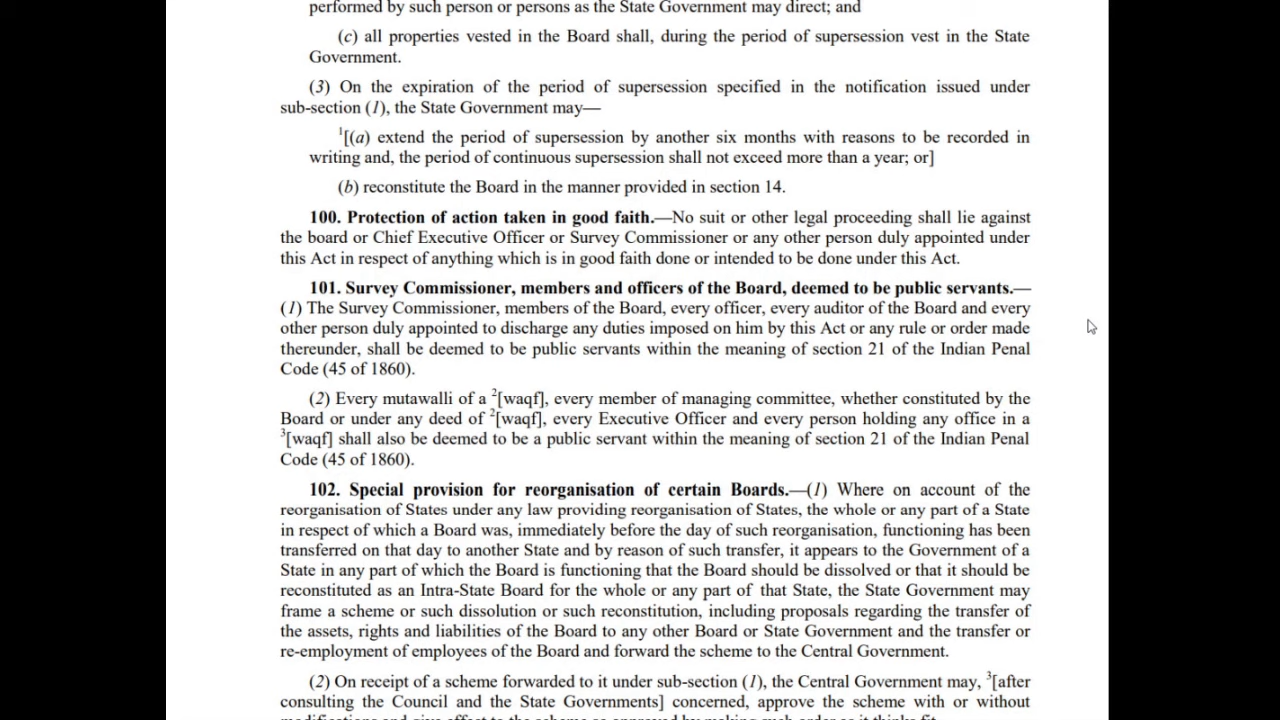 performed by such person or persons as the State Government may direct; and
(c) all properties vested in the Board shall, during the period of supersession vest in the State
Government.
(3) On the expiration of the period of supersession specified in the notification issued under
sub-section (1), the State Government may—
1[(a) extend the period of supersession by another six months with reasons to be recorded in
writing and, the period of continuous supersession shall not exceed more than a year; or]
(b) reconstitute the Board in the manner provided in section 14.
100. Protection of action taken in good faith.—No suit or other legal proceeding shall lie against
the board or Chief Executive Officer or Survey Commissioner or any other person duly appointed under
this Act in respect of anything which is in good faith done or intended to be done under this Act.
101. Survey Commissioner, members and officers of the Board, deemed to be public servants.—
(1) The Survey Commissioner, members of the Board, every officer, every auditor of the Board and every
other person duly appointed to discharge any duties imposed on him by this Act or any rule or order made
thereunder, shall be deemed to be public servants within the meaning of section 21 of the Indian Penal
Code (45 of 1860).
(2) Every mutawalli of a 2[waqf], every member of managing committee, whether constituted by the
Board or under any deed of 2[waqf], every Executive Officer and every person holding any office in a
3[waqf] shall also be deemed to be a public servant within the meaning of section 21 of the Indian Penal
Code (45 of 1860).
102. Special provision for reorganisation of certain Boards.—(1) Where on account of the
reorganisation of States under any law providing reorganisation of States, the whole or any part of a State
in respect of which a Board was, immediately before the day of such reorganisation, functioning has been
transferred on that day to another State and by reason of such transfer, it appears to the Government of a
State in any part of which the Board is functioning that the Board should be dissolved or that it should be
reconstituted as an Intra-State Board for the whole or any part of that State, the State Government may
frame a scheme or such dissolution or such reconstitution, including proposals regarding the transfer of
the assets, rights and liabilities of the Board to any other Board or State Government and the transfer or
re-employment of employees of the Board and forward the scheme to the Central Government.
(2) On receipt of a scheme forwarded to it under sub-section (1), the Central Government may, 3[after
consulting the Council and the State Governments] concerned, approve the scheme with or without